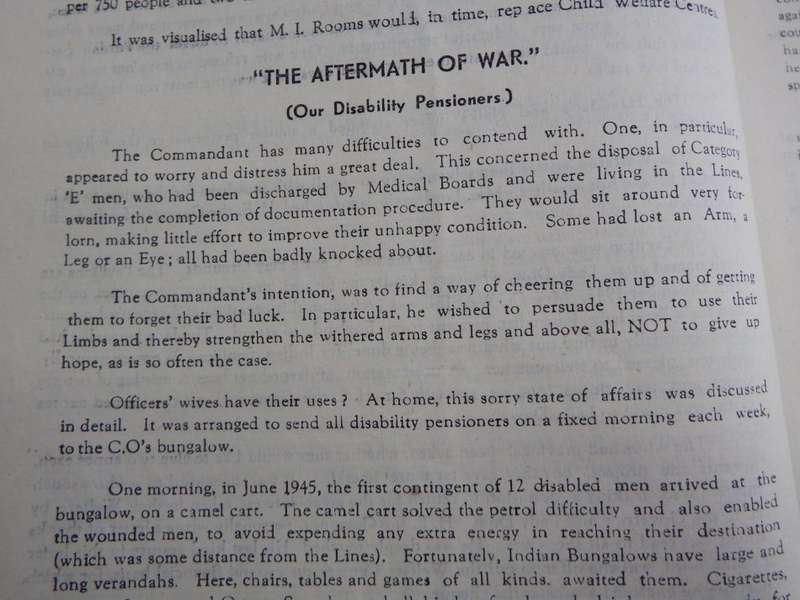 per 750 people and two
It was visualised that M. I. Rooms would, in time, rep ace Child Welfare Centres.
"THE AFTERMATH OF WAR."
(Our Disability Pensioners.)
The Commandant has many difficulties to contend with. One, in particular,
appeared to worry and distress him a great deal. This concerned the disposal of Category
'E' men, who had been discharged by Medical Boards and were living in the Lines,
awaiting the completion of documentation procedure. They would sit around very for-
lorn, making little effort to improve their unhappy condition. Some had lost an Arm, a
Leg or an Eye; all had been badly knocked about.
The Commandant's intention, was to find a way of cheering them up and of getting
them to forget their bad luck. In particular, he wished to persuade them to use their
Limbs and thereby strengthen the withered arms and legs and above all, NOT to give up
hope, as is so often the case.
Officers' wives have their uses? At home, this sorry state of affairs was discussed
in detail. It was arranged to send all disability pensioners on a fixed morning each week,
to the C.O's bungalow.
One morning, in June 1945, the first contingent of 12 disabled men arrived at the
bungalow, on a camel cart. The camel cart solved the petrol difficulty and also enabled
the wounded men, to avoid expending any extra energy in reaching their destination
(which was some distance from the Lines). Fortunately, Indian Bungalows have large and
long verandahs. Here, chairs, tables and games of all kinds. awaited them. Cigarettes,